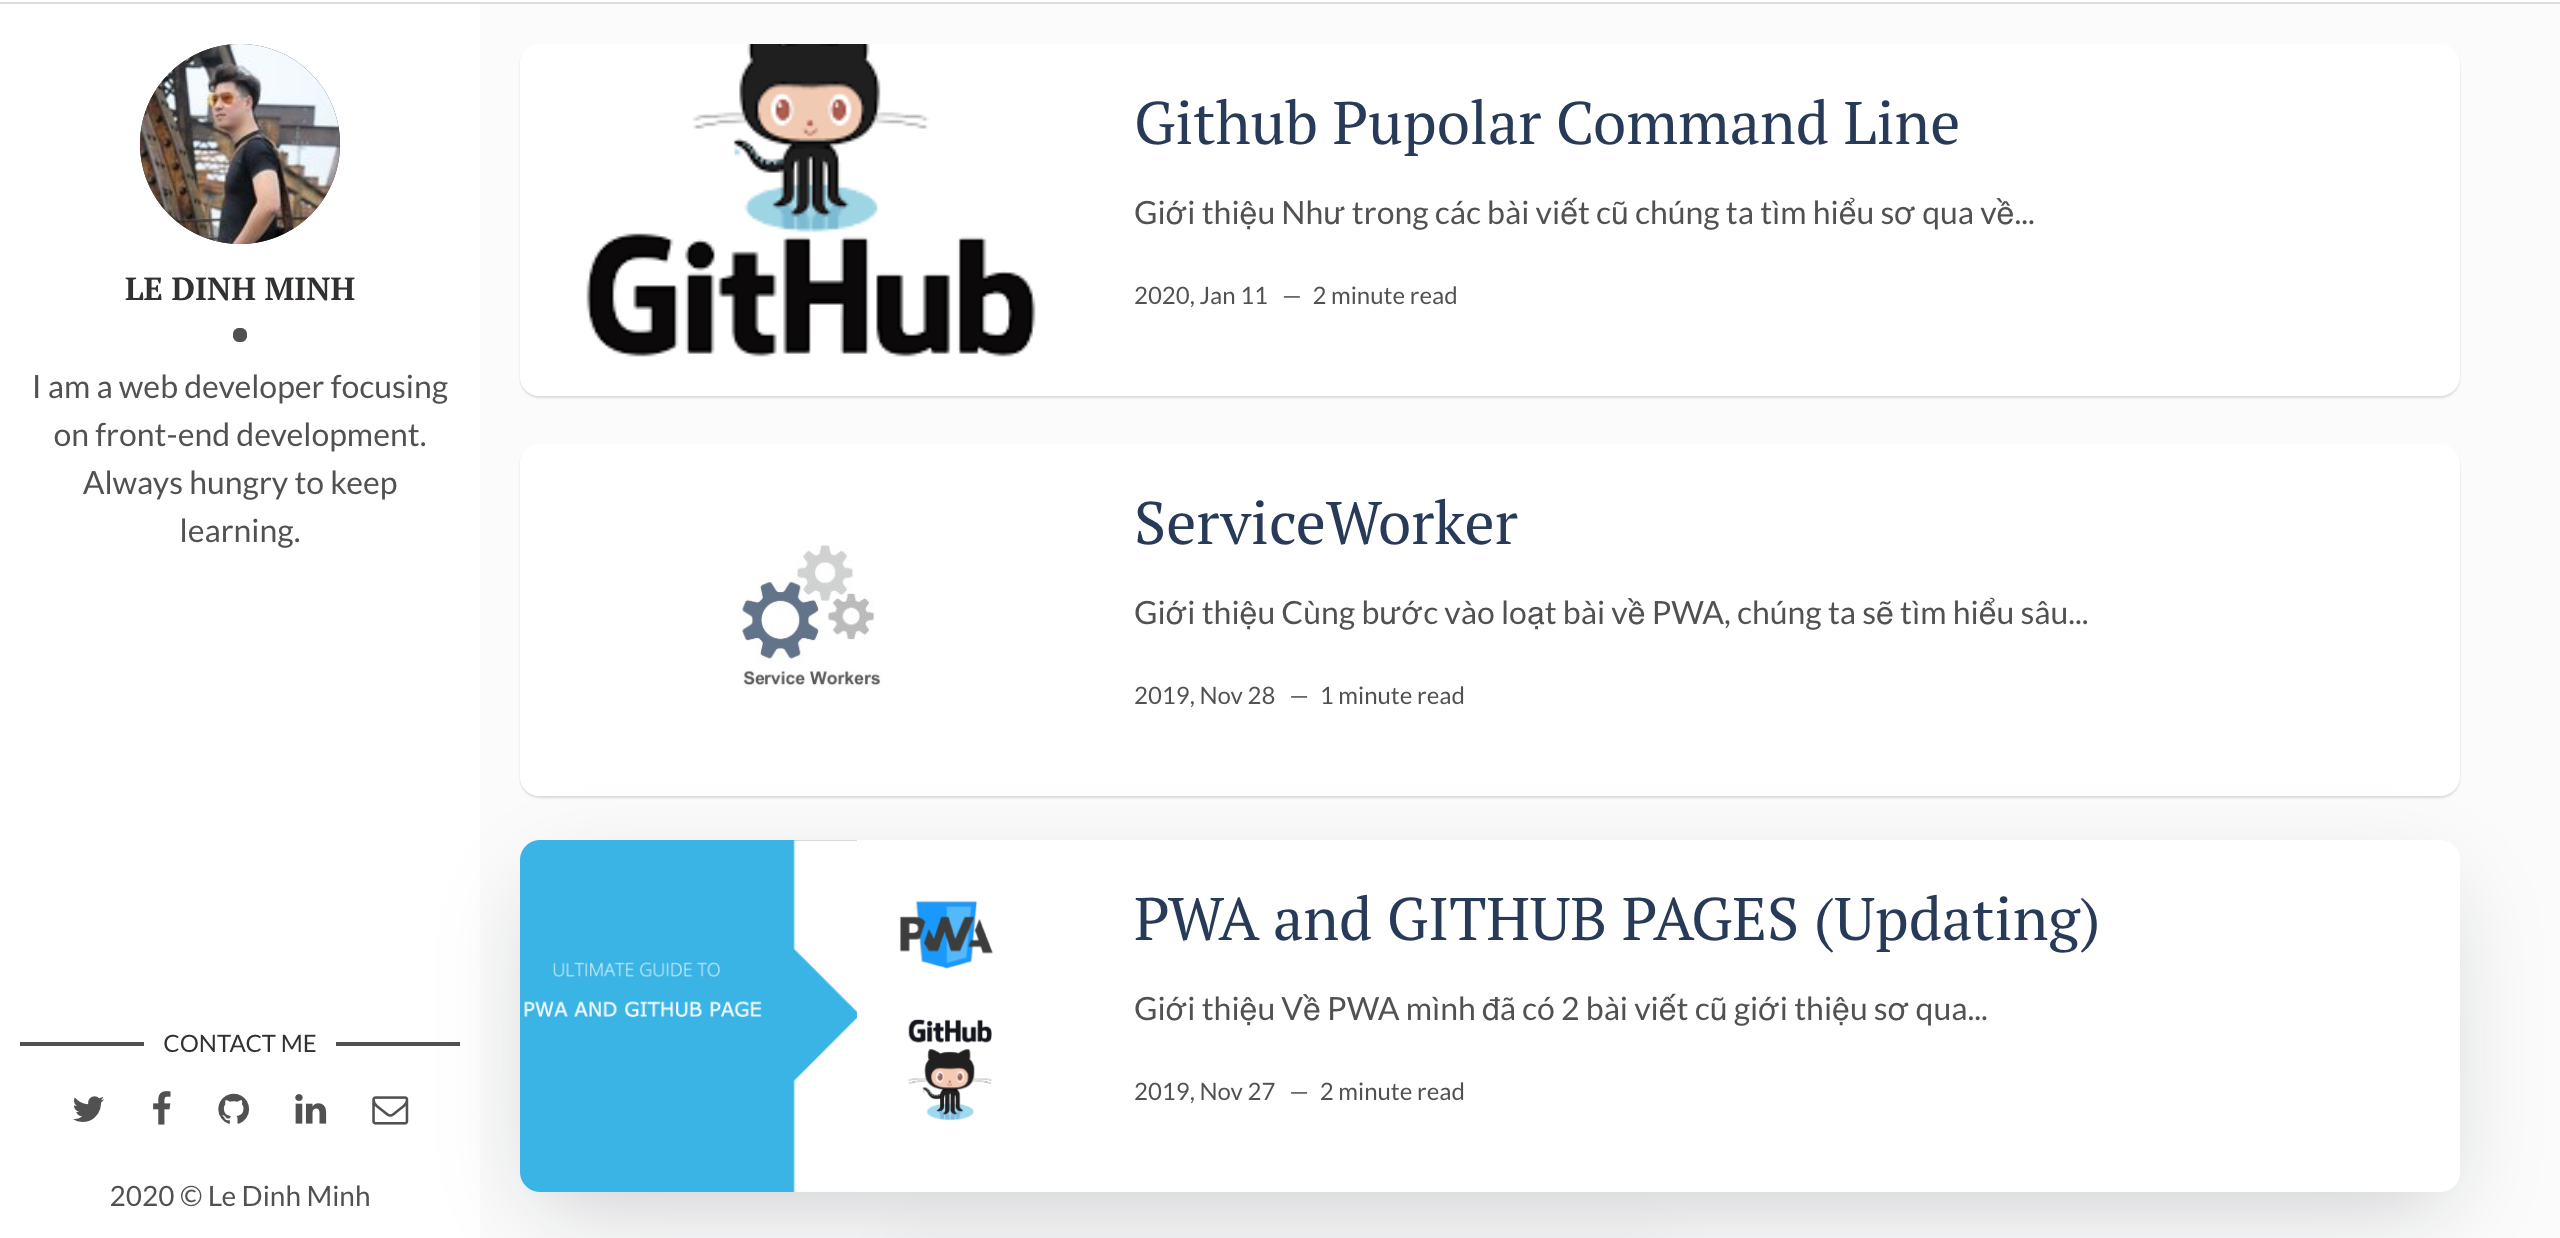 LE DINH MINH
I am a web developer focusing
on front-end development.
Always hungry to keep
learning.
CONTACT ME
2020 © Le Dinh Minh
GitHub
Github Pupolar Command Line
Giới thiệu Như trong các bài viết cũ chúng ta tìm hiểu sơ qua về...
2020, Jan 11 — 2 minute read
Service Workers
ServiceWorker
Giới thiệu Cùng bước vào loạt bài về PWA, chúng ta sẽ tìm hiểu sâu...
2019, Nov 28 — 1 minute read
ULTIMATE GUIDE TO
PWA AND GITHUB PAGE
PWA
GitHub
PWA and GITHUB PAGES (Updating)
Giới thiệu Về PWA mình đã có 2 bài viết cũ giới thiệu sơ qua...
2019, Nov 27 — 2 minute read